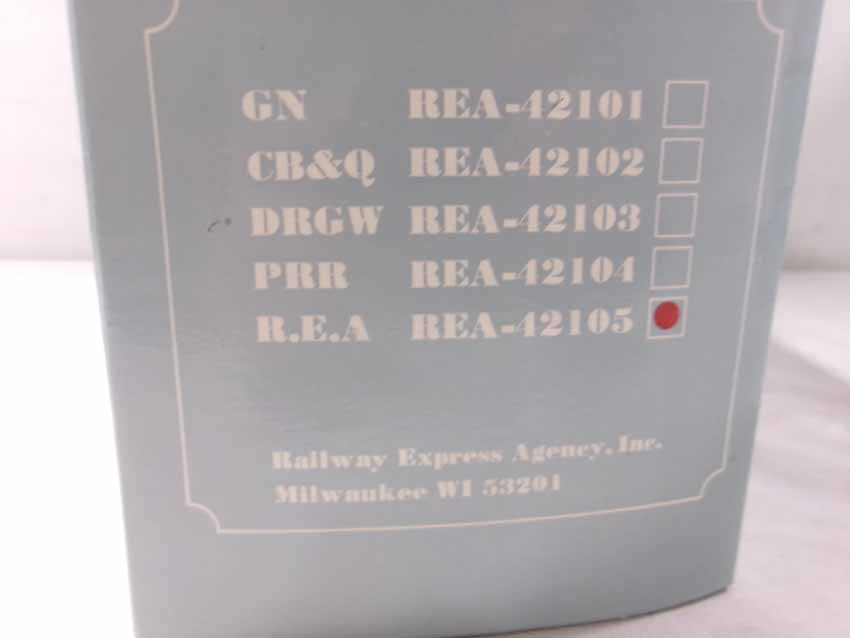 GN REA-42101
CB&Q REA-42102
DRGW REA-42103
PRR REA-42104
R.E.A REA-42105
Railway Express Agency, Inc.
Milwaukee WI 53201